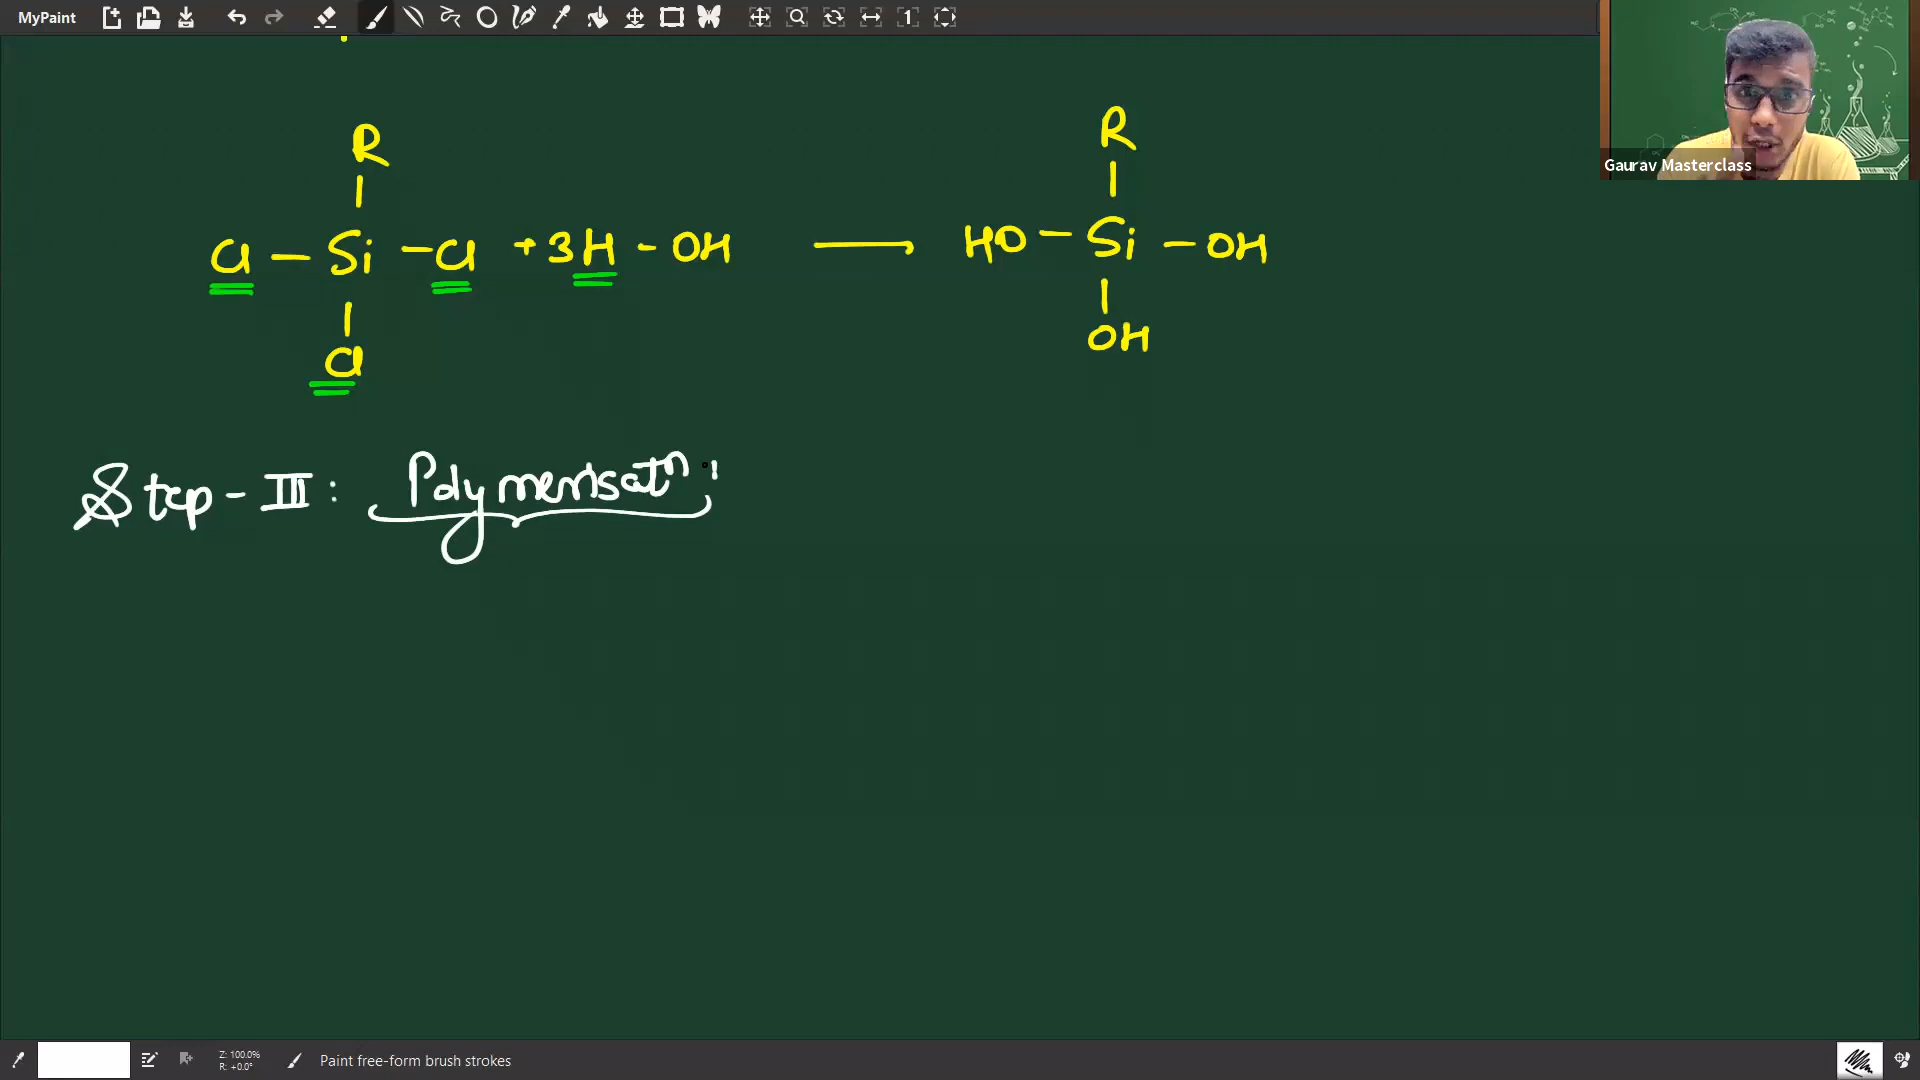 MyPaint
R
Cl — Si — Cl + 3H - OH → HO — Si — OH
Cl
R
OH
Step - III : Polymerisatⁿ :
Gaurav Masterclass
Z: 100.0%
R: +0.0°
Paint free-form brush strokes